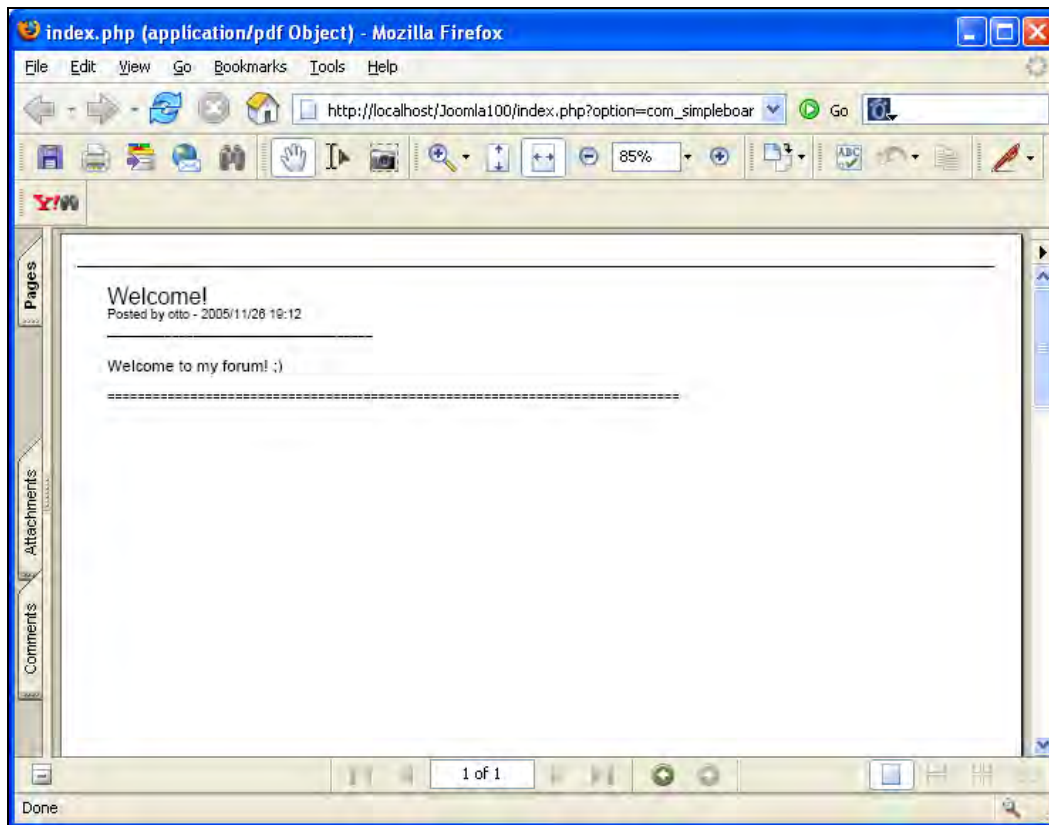 index.php (application/pdf Object) - Mozilla Firefox
File Edit View Go Bookmarks Tools Help
http://localhost/Joomla100/index.php?option=com_simpleboar Go
85% ABC
Y!
Pages
Welcome!
Posted by otto - 2005/11/26 19:12
Welcome to my forum! ;)
==========================================================================
Attachments
Comments
1 of 1
Done